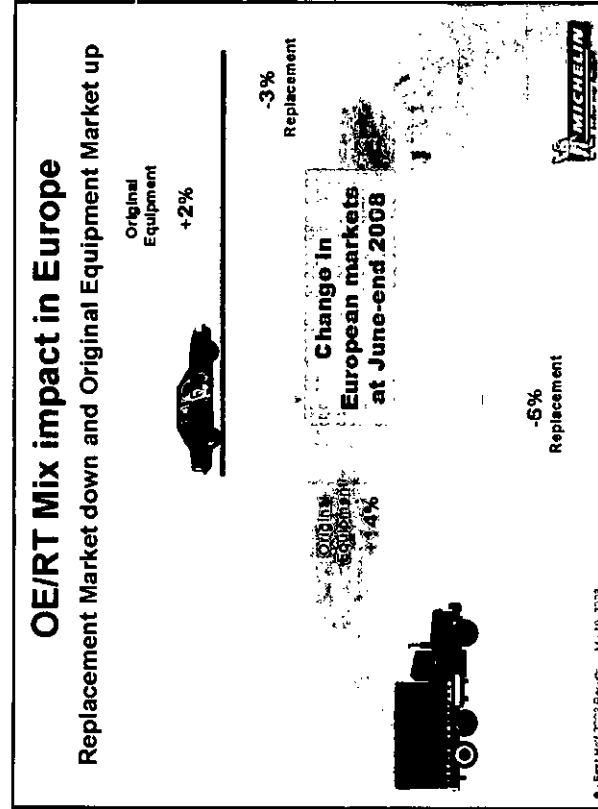 OE/RT Mix impact in Europe
Replacement Market down and Original Equipment Market up
Original
Equipment
+2%
-3%
Replacement
Change in
European markets
at June-end 2008
Original
Equipment
+14%
-6%
Replacement
MICHELIN